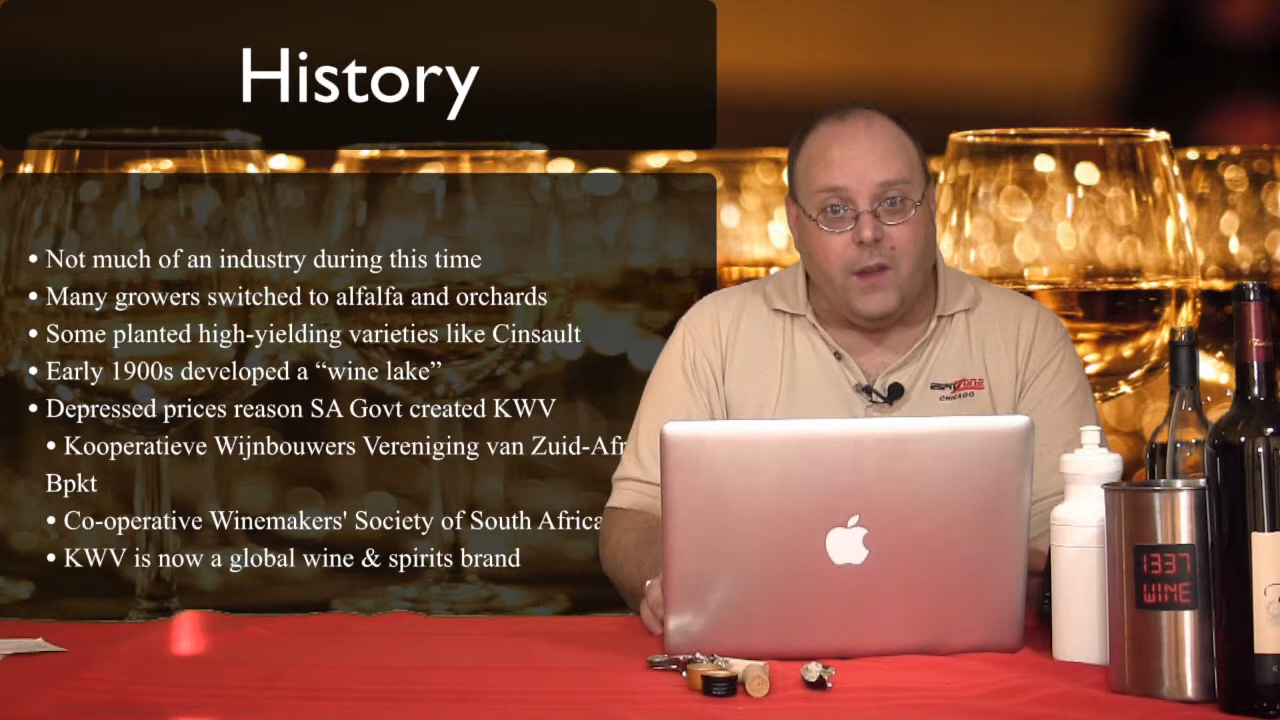 History
• Not much of an industry during this time
• Many growers switched to alfalfa and orchards
• Some planted high-yielding varieties like Cinsault
• Early 1900s developed a “wine lake”
• Depressed prices reason SA Govt created KWV
• Kooperatieve Wijnbouwers Vereniging van Zuid-Afr
Bpkt
• Co-operative Winemakers' Society of South Africa
• KWV is now a global wine & spirits brand
ESPN ZONE
CHICAGO
1337
WINE